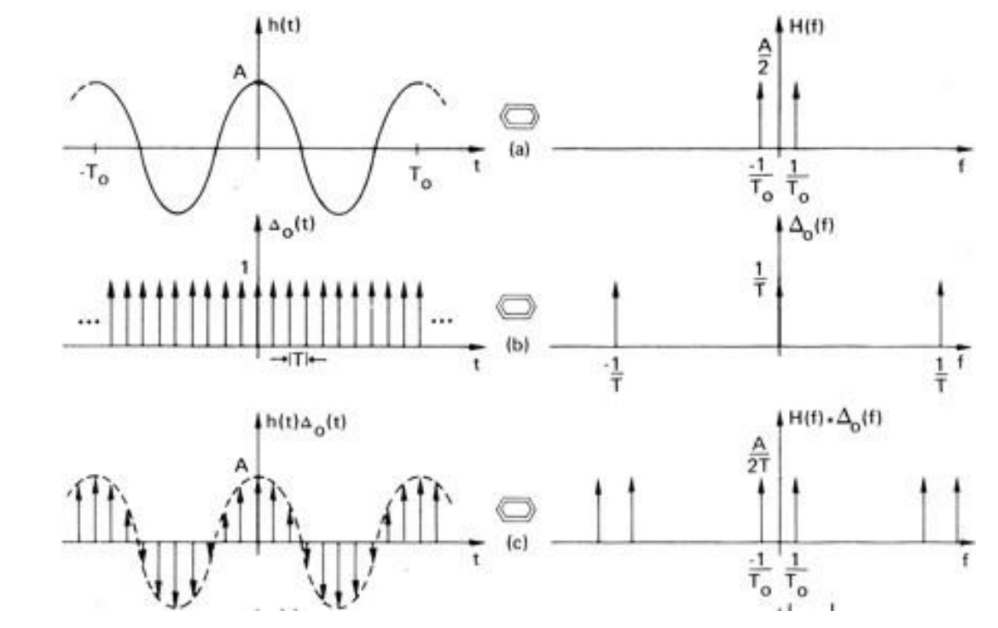 h(t)
H(f)
A
A
2
-T₀
T₀
t
(a)
-1
T₀
1
T₀
f
Δ₀(t)
Δ₀(f)
1
1
T
...
...
→|T|←
t
(b)
-1
T
1
T
f
h(t)Δ₀(t)
H(f)*Δ₀(f)
A
A
2T
t
(c)
-1
T₀
1
T₀
f